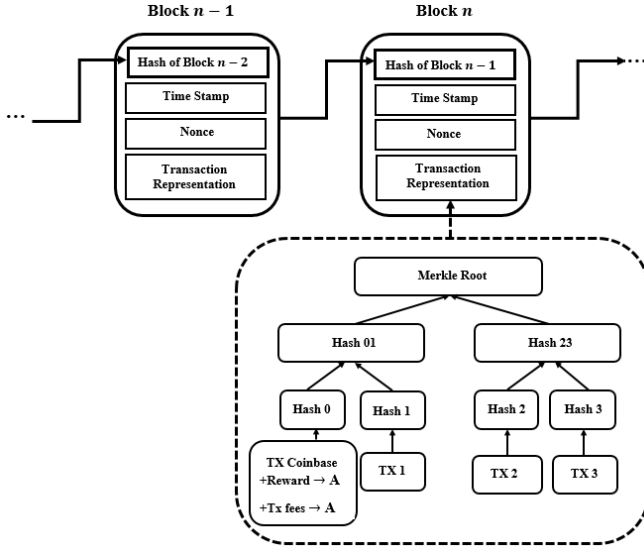 Block n − 1
Block n
Hash of Block n − 2
Time Stamp
Nonce
Transaction
Representation
Hash of Block n − 1
Time Stamp
Nonce
Transaction
Representation
...
....
Merkle Root
Hash 01
Hash 23
Hash 0
Hash 1
Hash 2
Hash 3
TX Coinbase
+Reward → A
+Tx fees → A
TX 1
TX 2
TX 3